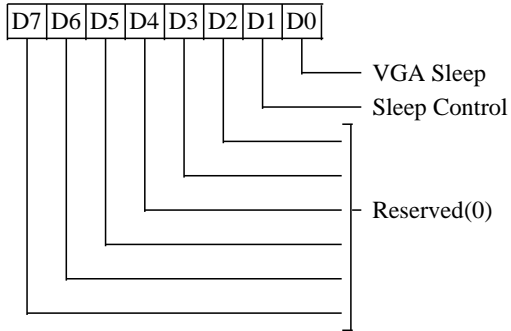 D7 D6 D5 D4 D3 D2 D1 D0
VGA Sleep
Sleep Control
Reserved(0)